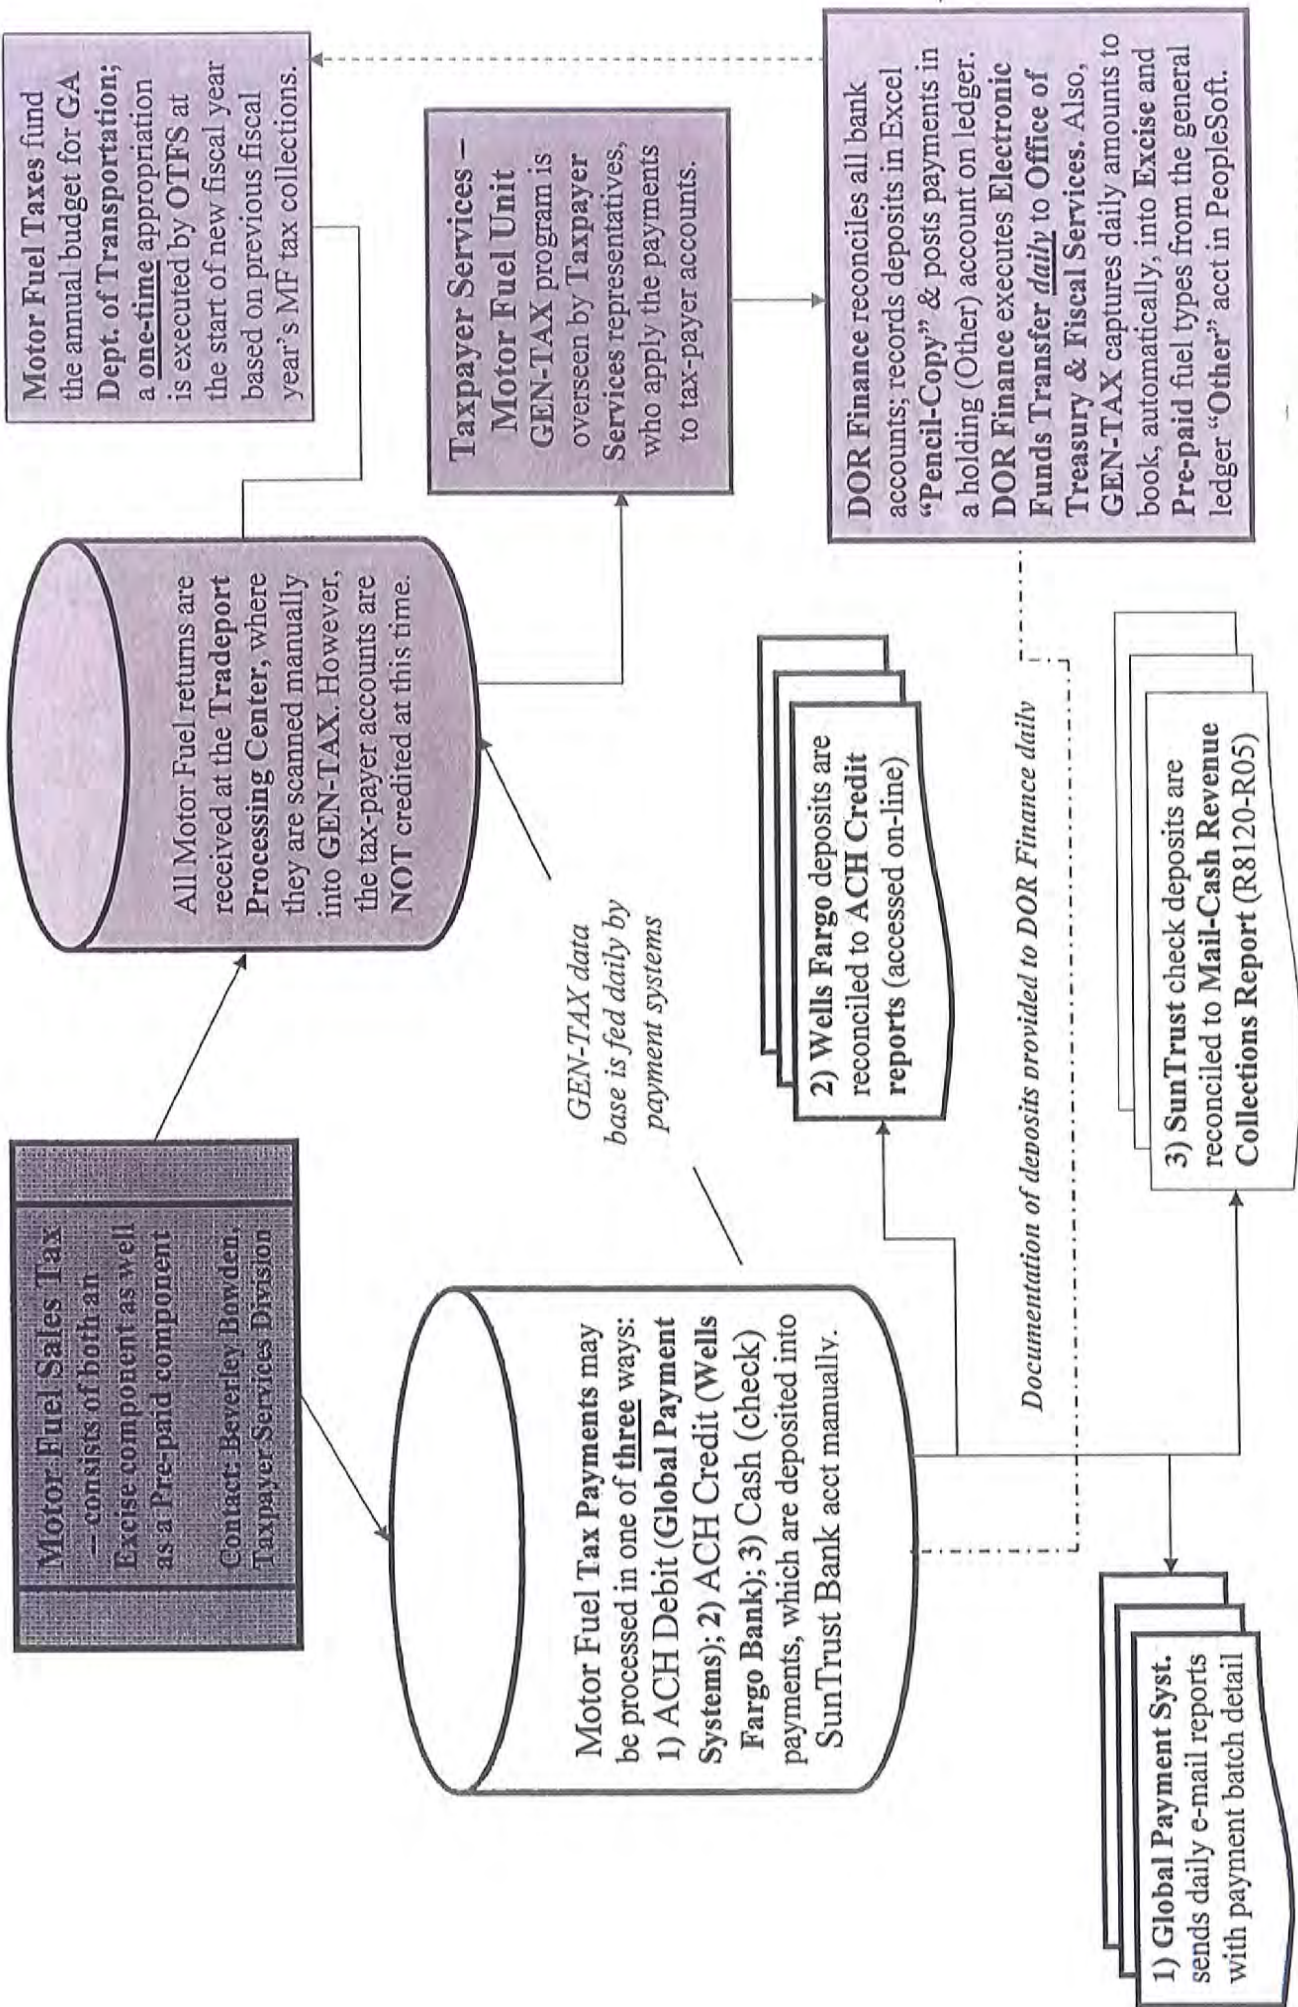 Motor Fuel Sales Tax
— consists of both an
Excise component as well
as a Pre-paid component
Contact: Beverley Bowden,
Taxpayer Services Division
All Motor Fuel returns are
received at the Tradeport
Processing Center, where
they are scanned manually
into GEN-TAX. However,
the tax-payer accounts are
NOT credited at this time.
Motor Fuel Taxes fund
the annual budget for GA
Dept. of Transportation;
a one-time appropriation
is executed by OTFS at
the start of new fiscal year
based on previous fiscal
year's MF tax collections.
Motor Fuel Tax Payments may
be processed in one of three ways:
1) ACH Debit (Global Payment
Systems); 2) ACH Credit (Wells
Fargo Bank); 3) Cash (check)
payments, which are deposited into
SunTrust Bank acct manually.
GEN-TAX data
base is fed daily by
payment systems
Taxpayer Services –
Motor Fuel Unit
GEN-TAX program is
overseen by Taxpayer
Services representatives,
who apply the payments
to tax-payer accounts.
2) Wells Fargo deposits are
reconciled to ACH Credit
reports (accessed on-line)
DOR Finance reconciles all bank
accounts; records deposits in Excel
“Pencil-Copy” & posts payments in
a holding (Other) account on ledger.
DOR Finance executes Electronic
Funds Transfer daily to Office of
Treasury & Fiscal Services. Also,
GEN-TAX captures daily amounts to
book, automatically, into Excise and
Pre-paid fuel types from the general
ledger “Other” acct in PeopleSoft.
Documentation of deposits provided to DOR Finance daily
1) Global Payment Syst.
sends daily e-mail reports
with payment batch detail
3) SunTrust check deposits are
reconciled to Mail-Cash Revenue
Collections Report (R8120-R05)